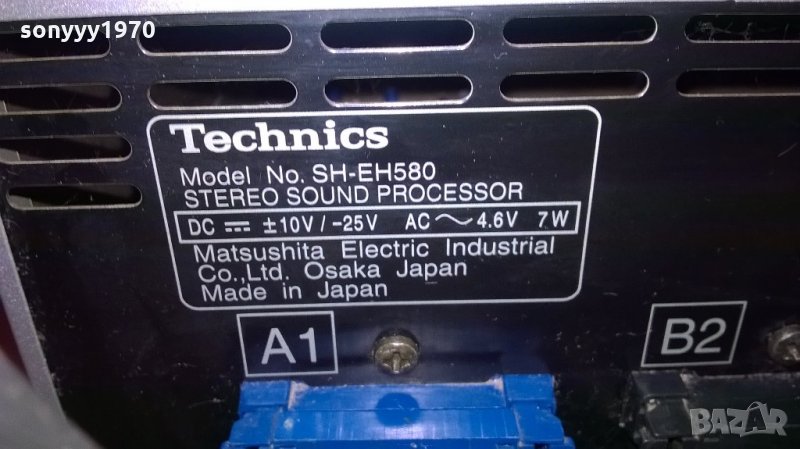 sonyyy1970
Technics
Model No. SH-EH580
STEREO SOUND PROCESSOR
DC ⎓ ±10V/-25V AC ~ 4.6V 7W
Matsushita Electric Industrial
Co.,Ltd. Osaka Japan
Made in Japan
A1
B2
BAZAR